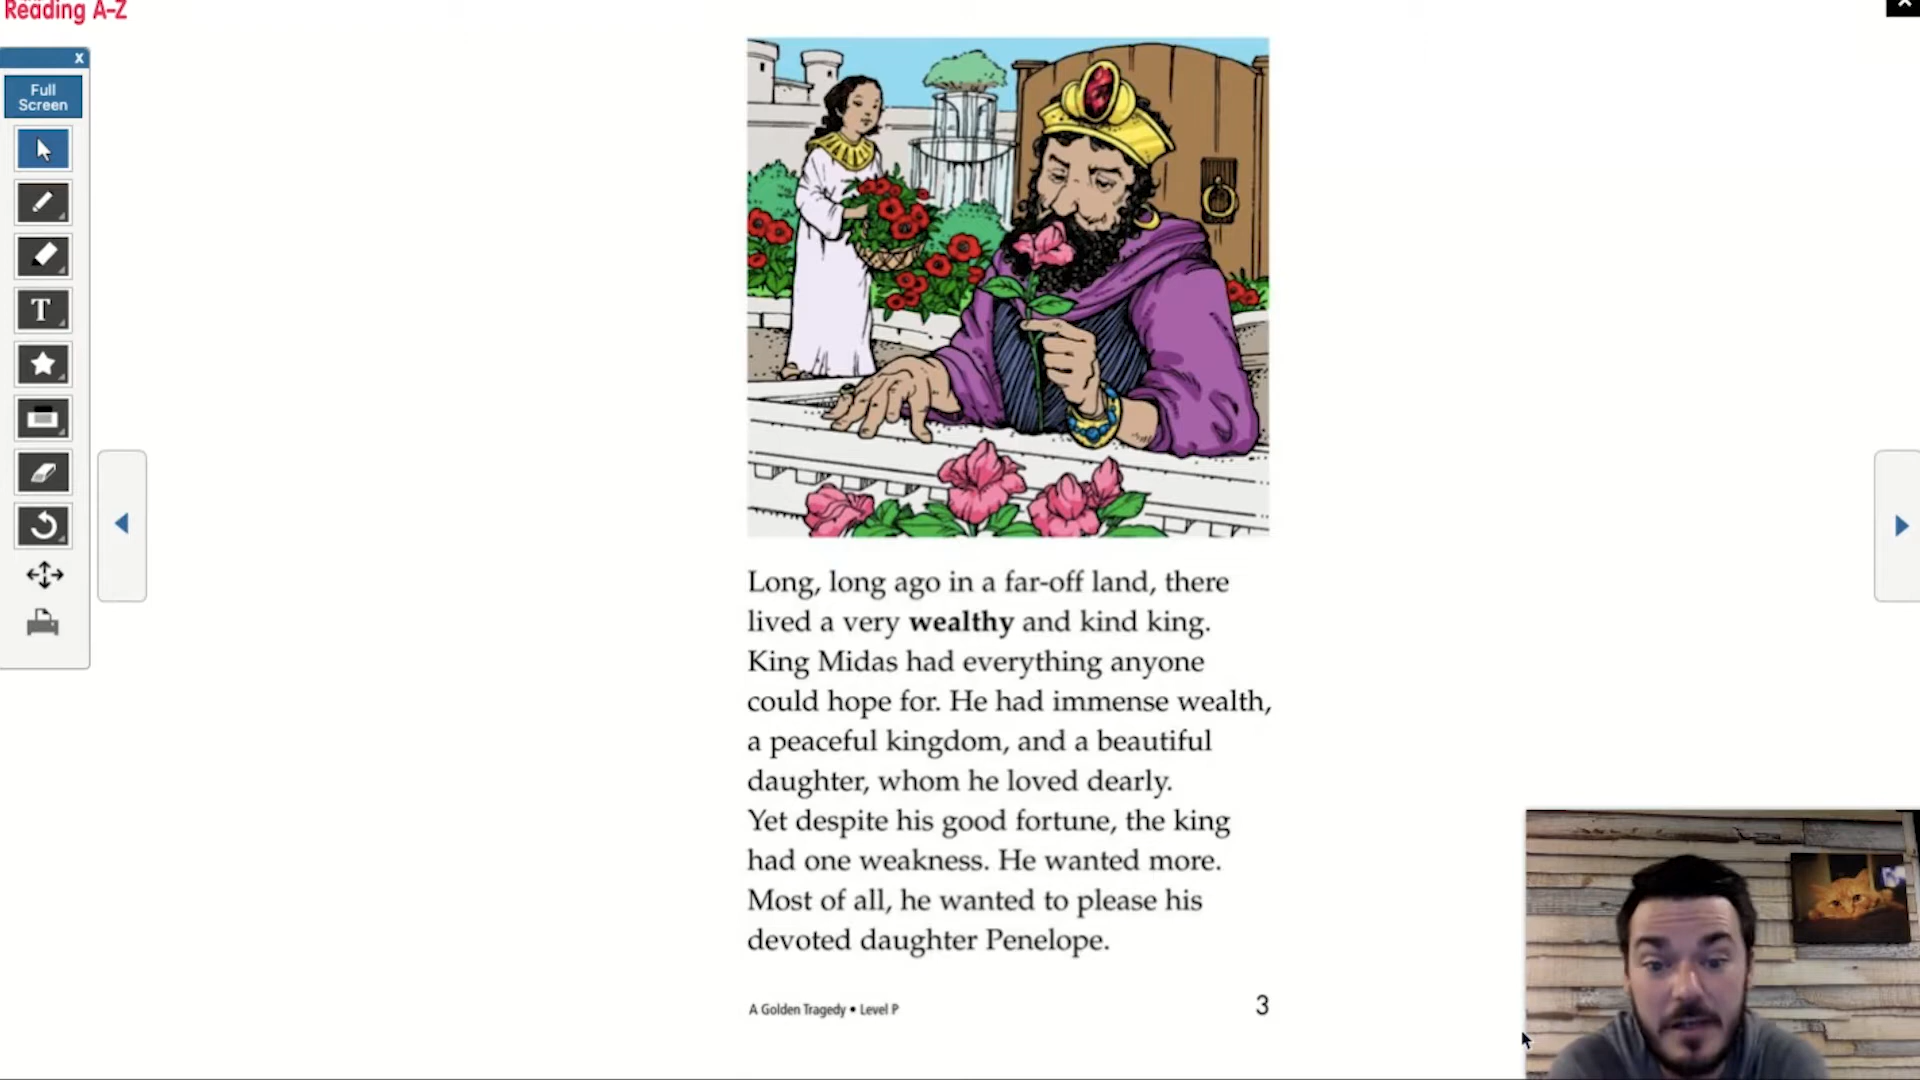 Reading A-Z
x
Full
Screen
T
Long, long ago in a far-off land, there
lived a very wealthy and kind king.
King Midas had everything anyone
could hope for. He had immense wealth,
a peaceful kingdom, and a beautiful
daughter, whom he loved dearly.
Yet despite his good fortune, the king
had one weakness. He wanted more.
Most of all, he wanted to please his
devoted daughter Penelope.
A Golden Tragedy • Level P
3